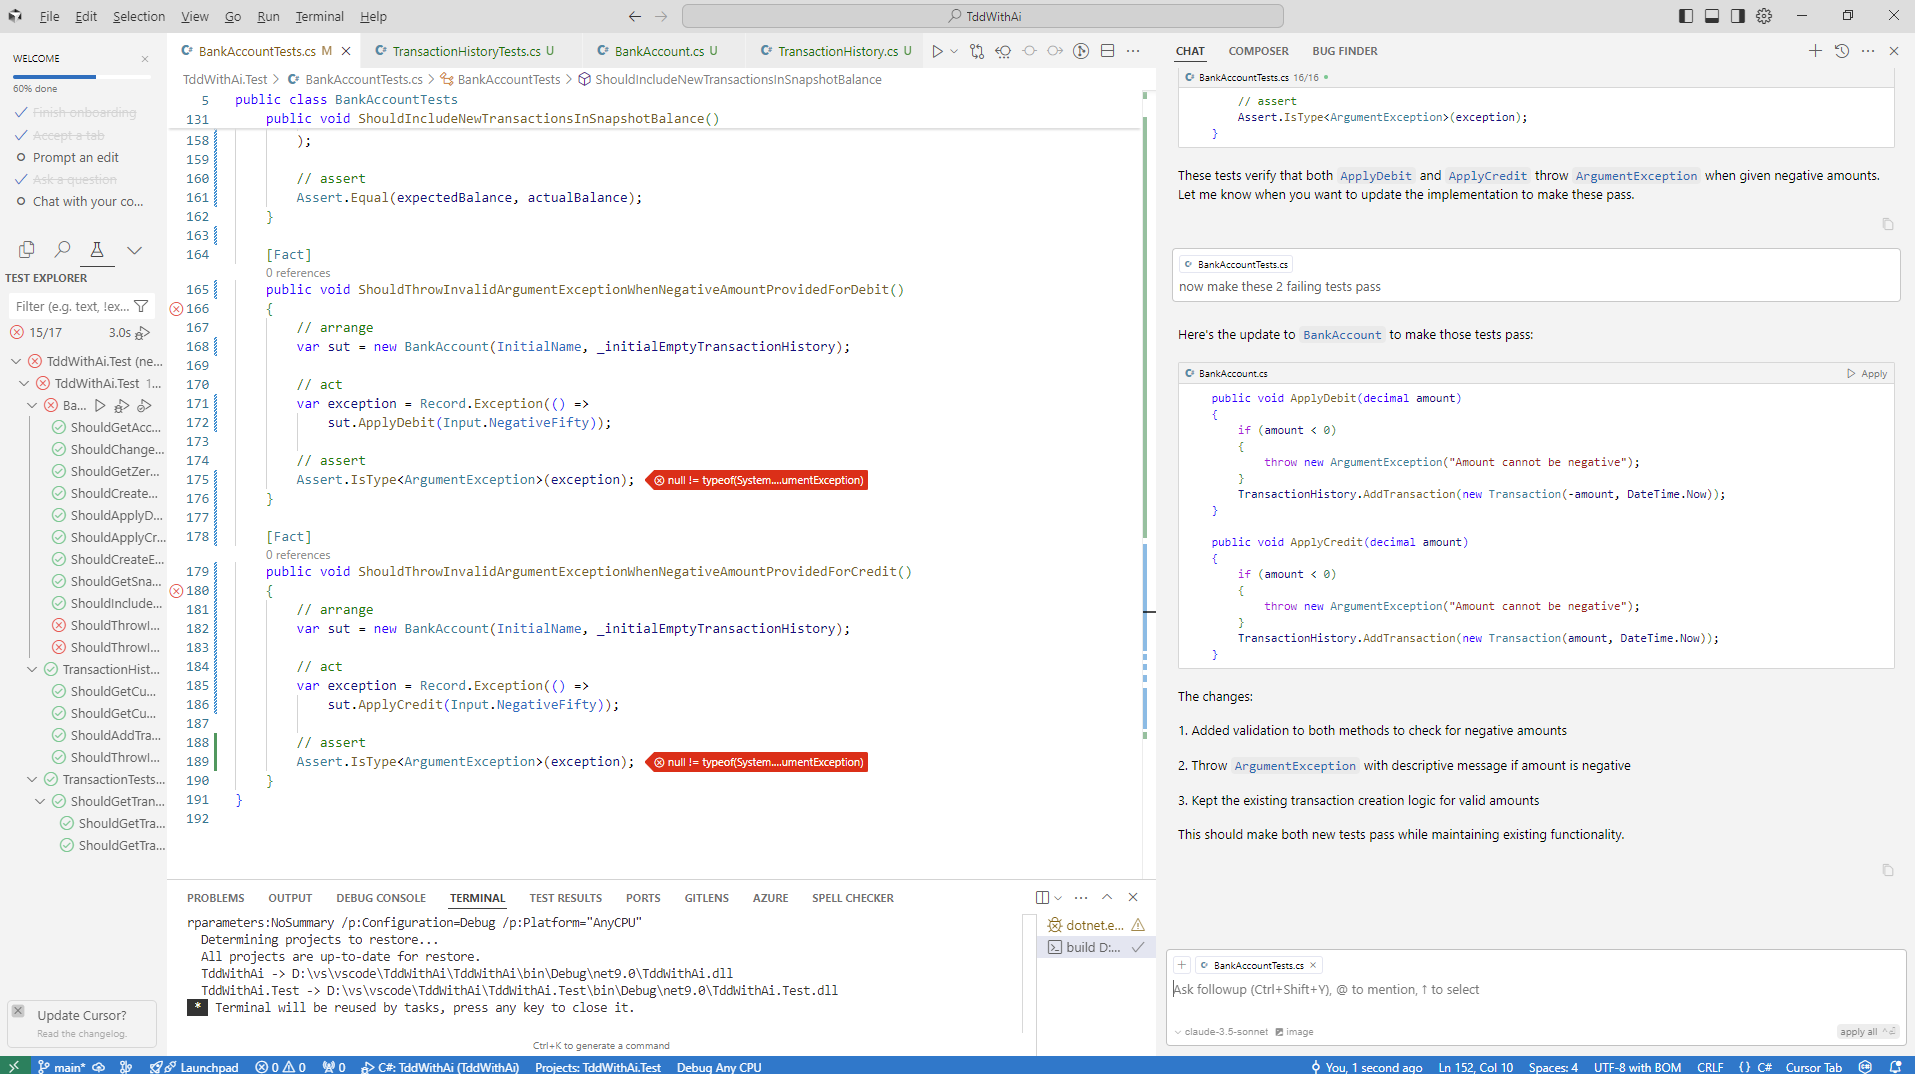 File Edit Selection View Go Run Terminal Help
TddWithAi
WELCOME
60% done
Finish onboarding
Accept a tab
Prompt an edit
Ask a question
Chat with your co...
TEST EXPLORER
Filter (e.g. text, !ex...
15/17 3.0s
TddWithAi.Test (ne...
TddWithAi.Test 1...
Ba...
ShouldGetAcc...
ShouldChange...
ShouldGetZer...
ShouldCreate...
ShouldApplyD...
ShouldApplyCr...
ShouldCreateE...
ShouldGetSna...
ShouldInclude...
ShouldThrowI...
ShouldThrowI...
TransactionHist...
ShouldGetCu...
ShouldGetCu...
ShouldAddTra...
ShouldThrowI...
TransactionTests...
ShouldGetTran...
ShouldGetTra...
ShouldGetTra...
Update Cursor?
Read the changelog.
BankAccountTests.cs M
TransactionHistoryTests.cs U
BankAccount.cs U
TransactionHistory.cs U
TddWithAi.Test > BankAccountTests.cs > BankAccountTests > ShouldIncludeNewTransactionsInSnapshotBalance
5 public class BankAccountTests
131 public void ShouldIncludeNewTransactionsInSnapshotBalance()
158 );
159
160 // assert
161 Assert.Equal(expectedBalance, actualBalance);
162 }
163
164 [Fact]
0 references
165 public void ShouldThrowInvalidArgumentExceptionWhenNegativeAmountProvidedForDebit()
166 {
167 // arrange
168 var sut = new BankAccount(InitialName, _initialEmptyTransactionHistory);
169
170 // act
171 var exception = Record.Exception(() =>
172 sut.ApplyDebit(Input.NegativeFifty));
173
174 // assert
175 Assert.IsType<ArgumentException>(exception); null != typeof(System....umentException)
176 }
177
178 [Fact]
0 references
179 public void ShouldThrowInvalidArgumentExceptionWhenNegativeAmountProvidedForCredit()
180 {
181 // arrange
182 var sut = new BankAccount(InitialName, _initialEmptyTransactionHistory);
183
184 // act
185 var exception = Record.Exception(() =>
186 sut.ApplyCredit(Input.NegativeFifty));
187
188 // assert
189 Assert.IsType<ArgumentException>(exception); null != typeof(System....umentException)
190 }
191 }
192
PROBLEMS OUTPUT DEBUG CONSOLE TERMINAL TEST RESULTS PORTS GITLENS AZURE SPELL CHECKER
rparameters:NoSummary /p:Configuration=Debug /p:Platform="AnyCPU"
Determining projects to restore...
All projects are up-to-date for restore.
TddWithAi -> D:\vs\vscode\TddWithAi\TddWithAi\bin\Debug\net9.0\TddWithAi.dll
TddWithAi.Test -> D:\vs\vscode\TddWithAi\TddWithAi.Test\bin\Debug\net9.0\TddWithAi.Test.dll
* Terminal will be reused by tasks, press any key to close it.
Ctrl+K to generate a command
dotnet.e...
build D:...
CHAT COMPOSER BUG FINDER
BankAccountTests.cs 16/16
// assert
Assert.IsType<ArgumentException>(exception);
}
These tests verify that both ApplyDebit and ApplyCredit throw ArgumentException when given negative amounts.
Let me know when you want to update the implementation to make these pass.
BankAccountTests.cs
now make these 2 failing tests pass
Here's the update to BankAccount to make those tests pass:
BankAccount.cs Apply
public void ApplyDebit(decimal amount)
{
if (amount < 0)
{
throw new ArgumentException("Amount cannot be negative");
}
TransactionHistory.AddTransaction(new Transaction(-amount, DateTime.Now));
}
public void ApplyCredit(decimal amount)
{
if (amount < 0)
{
throw new ArgumentException("Amount cannot be negative");
}
TransactionHistory.AddTransaction(new Transaction(amount, DateTime.Now));
}
The changes:
1. Added validation to both methods to check for negative amounts
2. Throw ArgumentException with descriptive message if amount is negative
3. Kept the existing transaction creation logic for valid amounts
This should make both new tests pass while maintaining existing functionality.
+ BankAccountTests.cs
Ask followup (Ctrl+Shift+Y), @ to mention, ↑ to select
claude-3.5-sonnet image apply all
main* Launchpad 0 0 0 C#: TddWithAi (TddWithAi) Projects: TddWithAi.Test Debug Any CPU You, 1 second ago Ln 152, Col 10 Spaces: 4 UTF-8 with BOM CRLF {} C# Cursor Tab